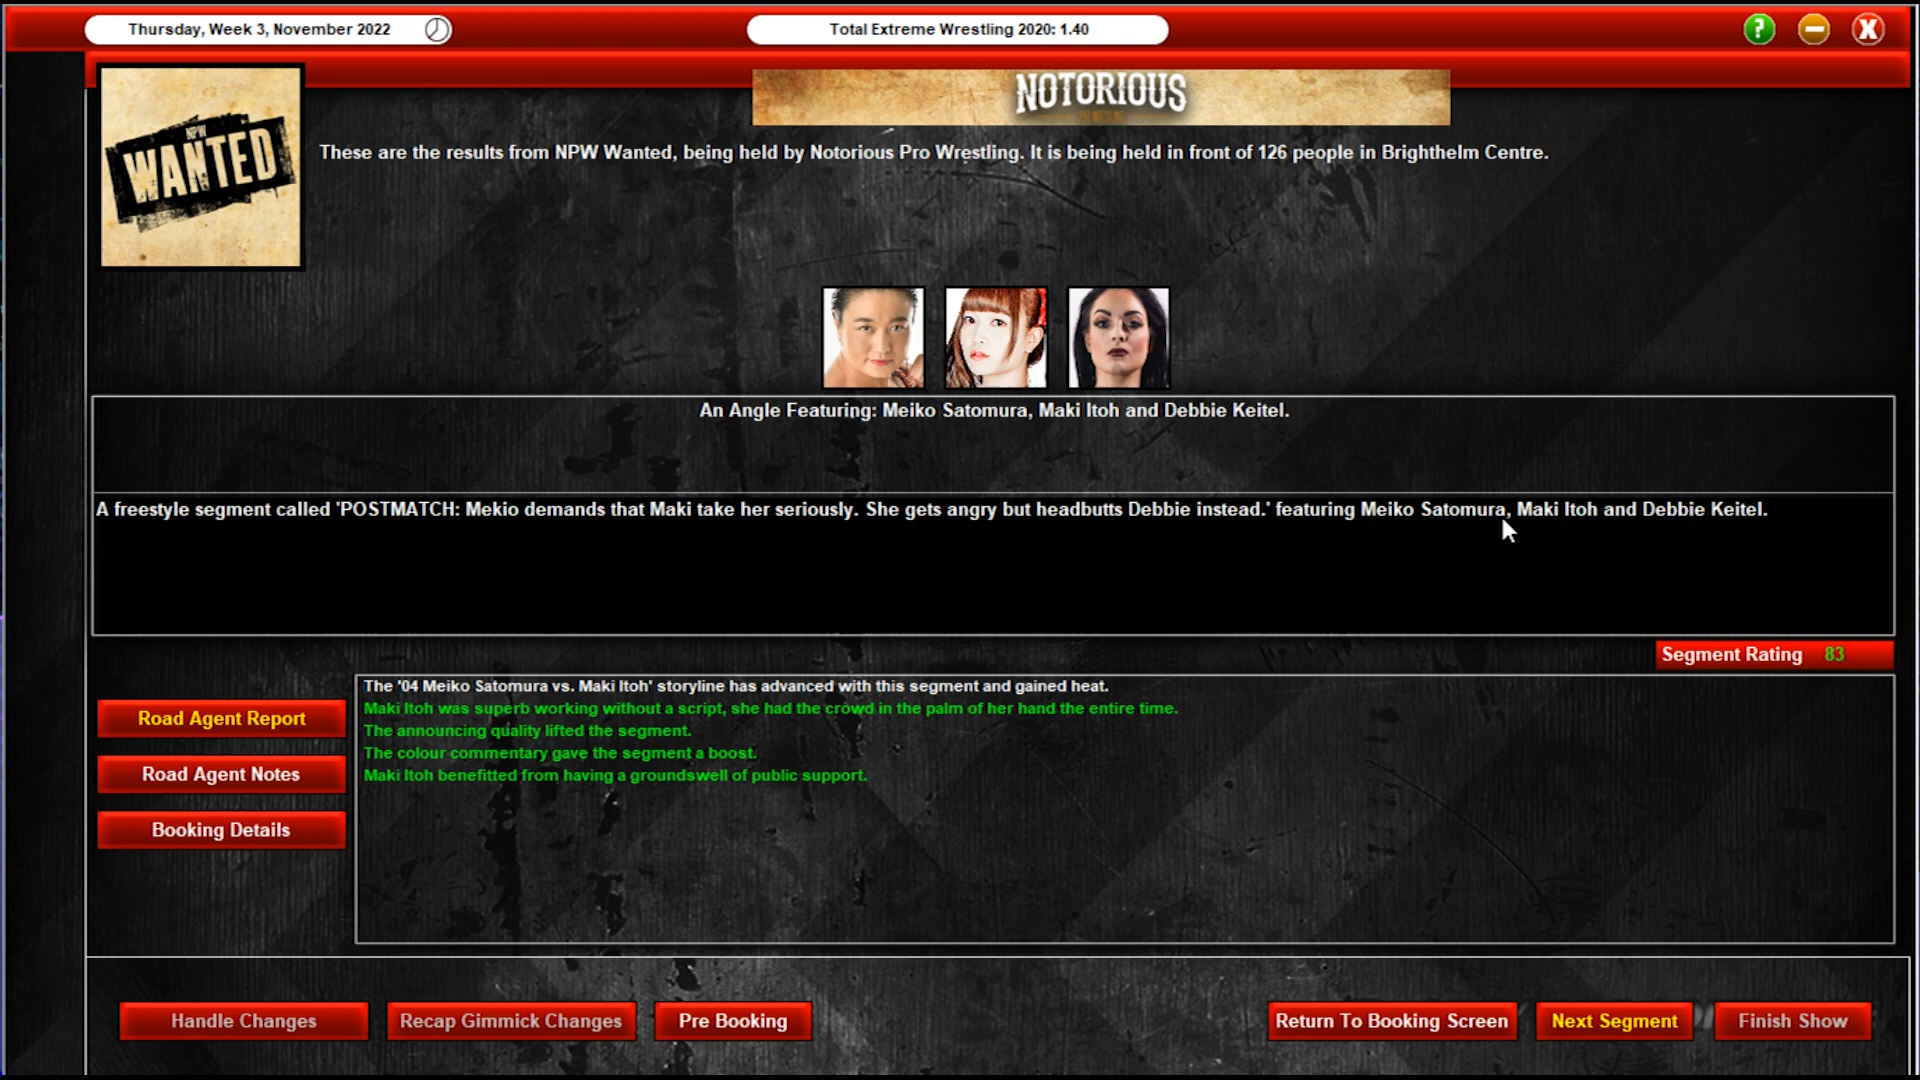 Thursday, Week 3, November 2022
Total Extreme Wrestling 2020: 1.40
?
X
NOTORIOUS
NPW
WANTED
These are the results from NPW Wanted, being held by Notorious Pro Wrestling. It is being held in front of 126 people in Brighthelm Centre.
An Angle Featuring: Meiko Satomura, Maki Itoh and Debbie Keitel.
A freestyle segment called 'POSTMATCH: Mekio demands that Maki take her seriously. She gets angry but headbutts Debbie instead.' featuring Meiko Satomura, Maki Itoh and Debbie Keitel.
Segment Rating 83
Road Agent Report
Road Agent Notes
Booking Details
The '04 Meiko Satomura vs. Maki Itoh' storyline has advanced with this segment and gained heat.
Maki Itoh was superb working without a script, she had the crowd in the palm of her hand the entire time.
The announcing quality lifted the segment.
The colour commentary gave the segment a boost.
Maki Itoh benefitted from having a groundswell of public support.
Handle Changes
Recap Gimmick Changes
Pre Booking
Return To Booking Screen
Next Segment
Finish Show